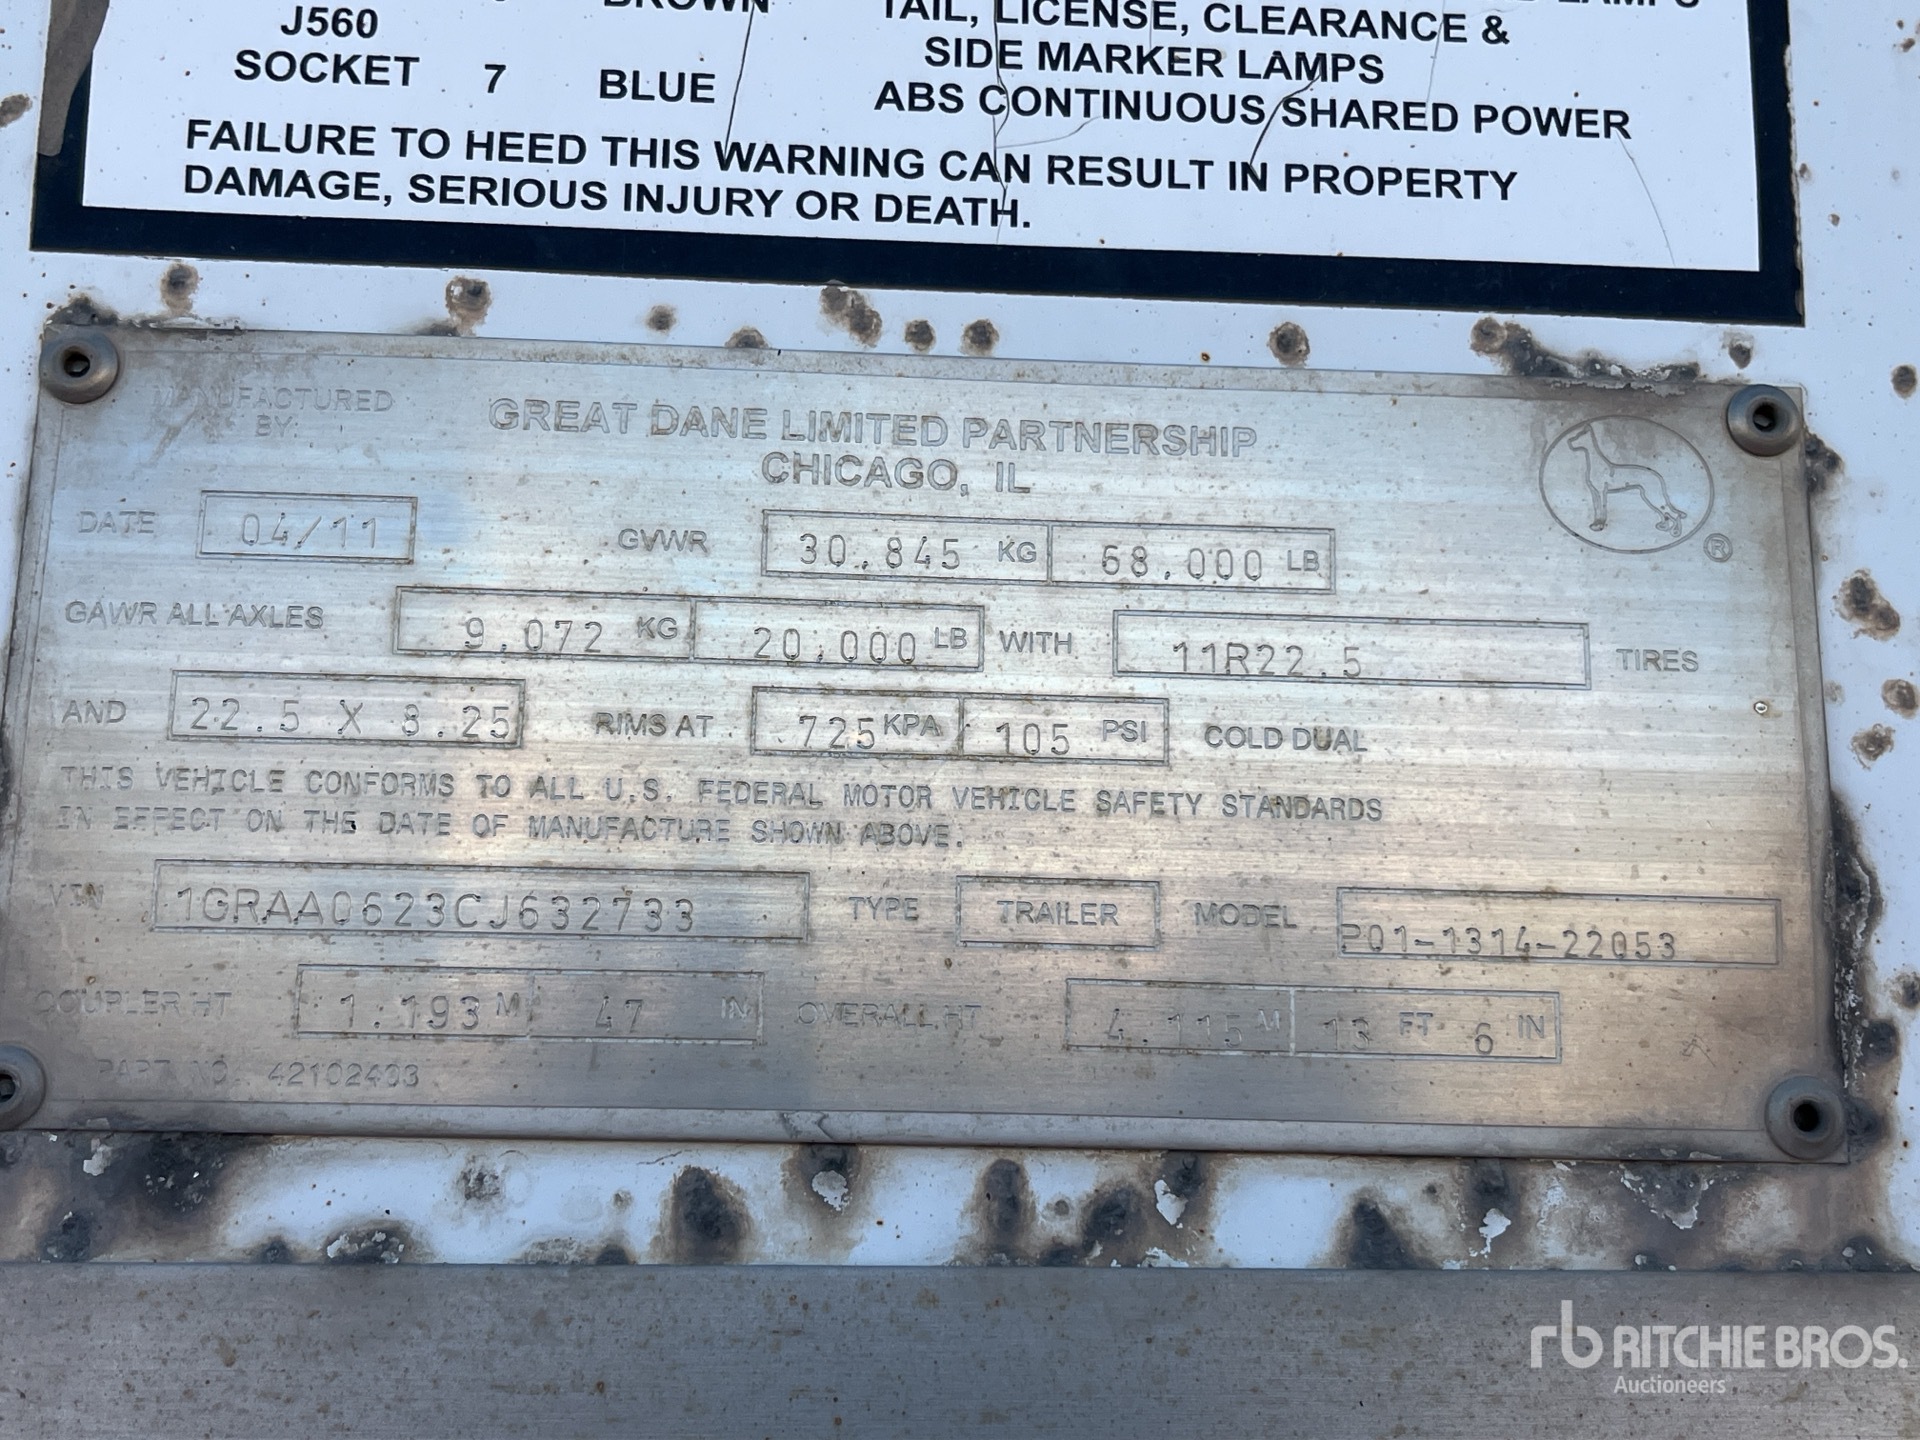 J560 BROWN TAIL, LICENSE, CLEARANCE &
SIDE MARKER LAMPS
SOCKET 7 BLUE ABS CONTINUOUS SHARED POWER
FAILURE TO HEED THIS WARNING CAN RESULT IN PROPERTY
DAMAGE, SERIOUS INJURY OR DEATH.
MANUFACTURED
BY: GREAT DANE LIMITED PARTNERSHIP
CHICAGO, IL
DATE 04/11 GVWR 30,845 KG 68,000 LB
®
GAWR ALL AXLES 9,072 KG 20,000 LB WITH 11R22.5 TIRES
AND 22.5 X 8.25 RIMS AT 725 KPA 105 PSI COLD DUAL
THIS VEHICLE CONFORMS TO ALL U.S. FEDERAL MOTOR VEHICLE SAFETY STANDARDS
IN EFFECT ON THE DATE OF MANUFACTURE SHOWN ABOVE.
VIN 1GRAA0623CJ632733 TYPE TRAILER MODEL P01-1314-22053
COUPLER HT 1.193 M 47 IN OVERALL HT 4.115 M 13 FT 6 IN
PART NO. 42102403
rb RITCHIE BROS.
Auctioneers